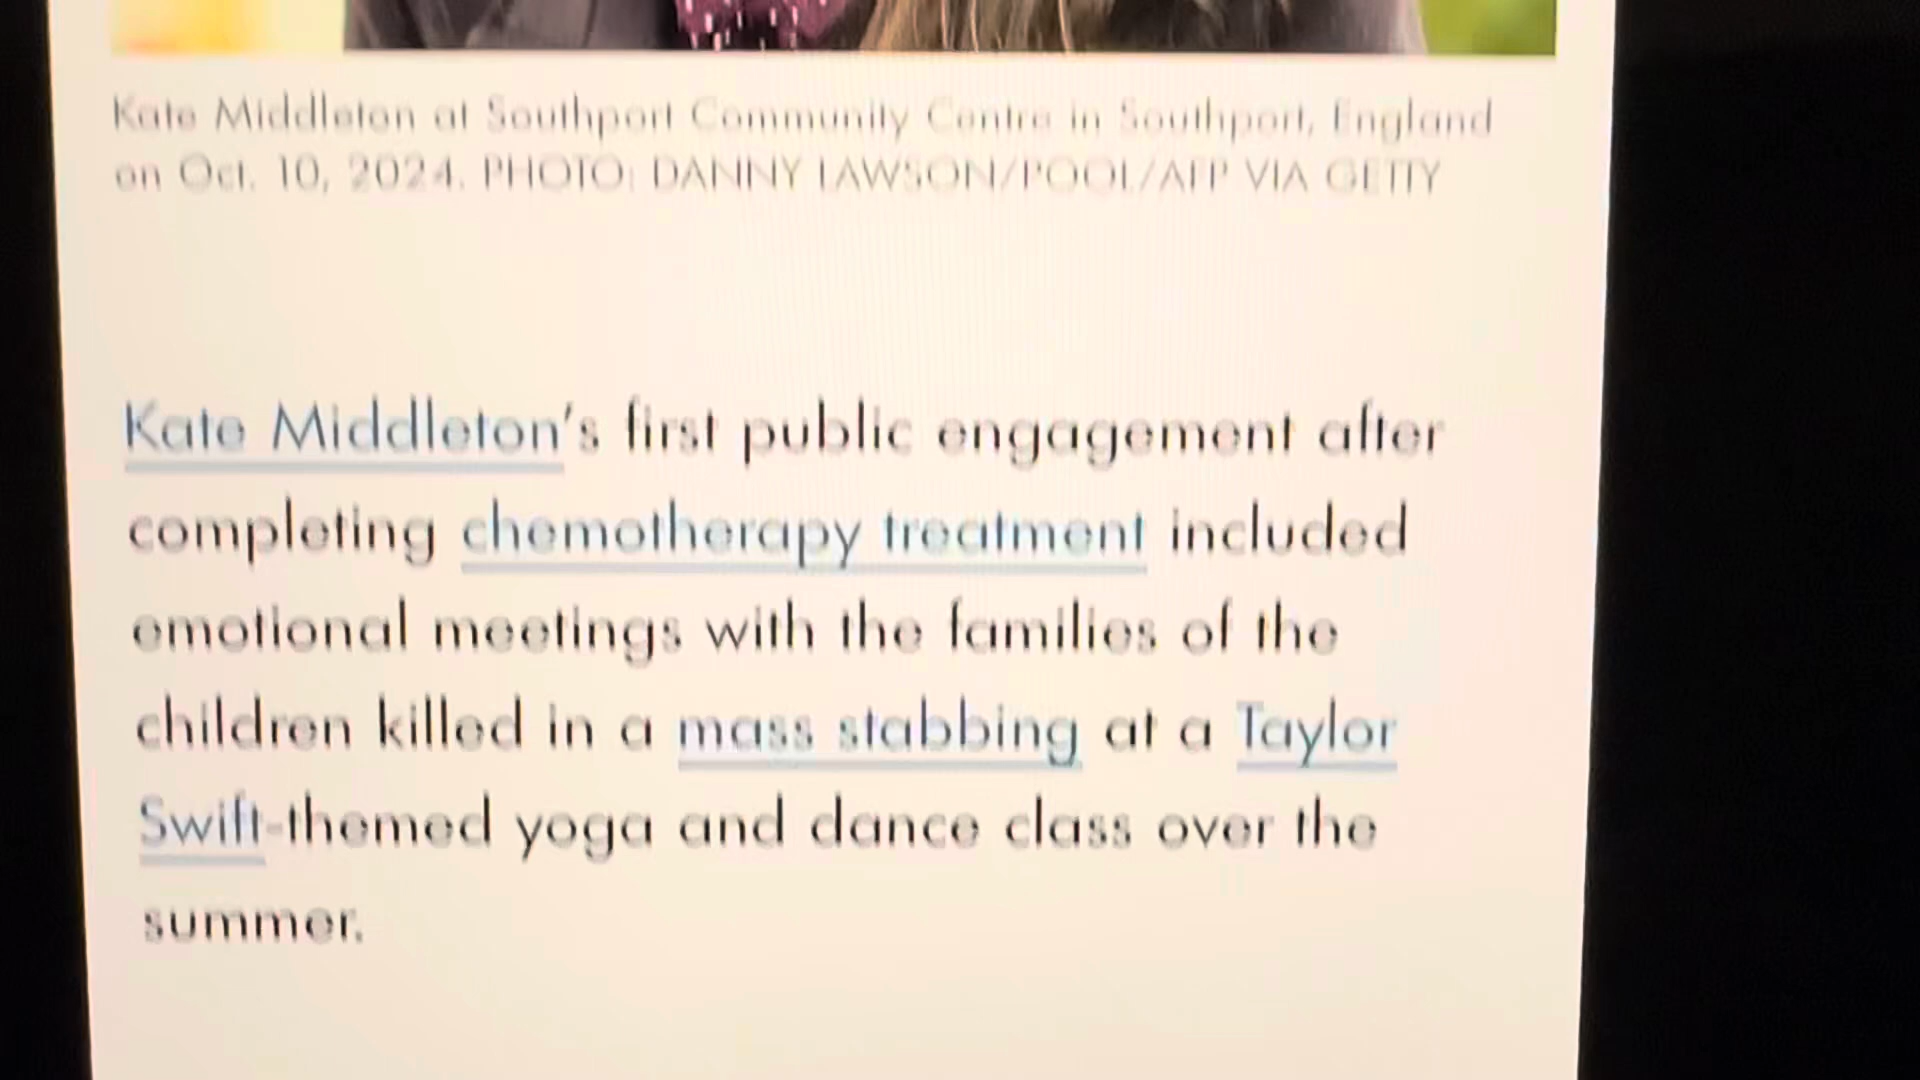 Kate Middleton at Southport Community Centre in Southport, England
on Oct. 10, 2024. PHOTO: DANNY LAWSON/POOL/AFP VIA GETTY
Kate Middleton's first public engagement after
completing chemotherapy treatment included
emotional meetings with the families of the
children killed in a mass stabbing at a Taylor
Swift-themed yoga and dance class over the
summer.